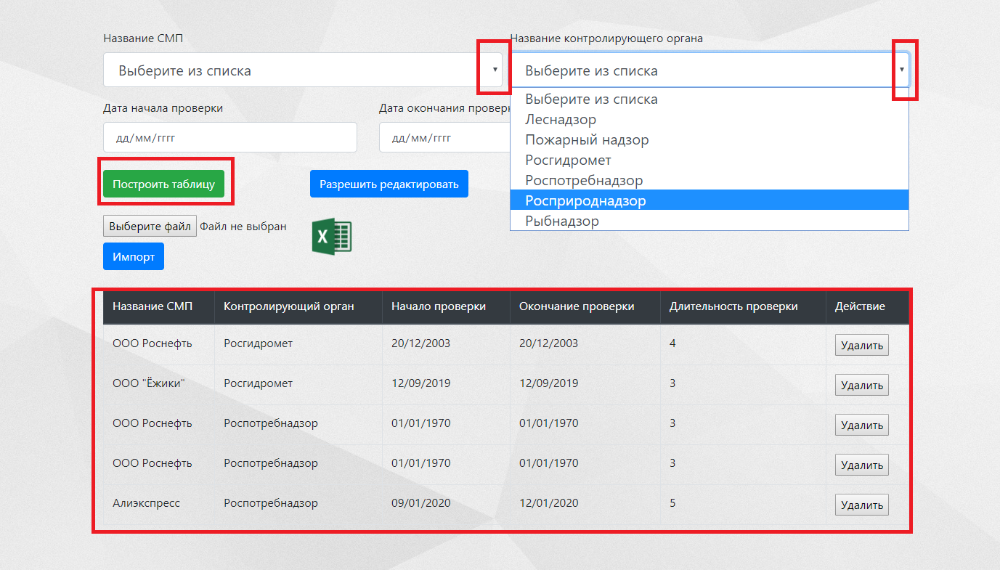 Название СМП
Название контролирующего органа
Выберите из списка
Выберите из списка
Выберите из списка
Леснадзор
Пожарный надзор
Росгидромет
Роспотребнадзор
Росприроднадзор
Рыбнадзор
Дата начала проверки
Дата окончания проверк
дд/мм/гггг
дд/мм/гггг
Построить таблицу
Разрешить редактировать
Выберите файл Файл не выбран
X
Импорт
Название СМП Контролирующий орган Начало проверки Окончание проверки Длительность проверки Действие
ООО Роснефть Росгидромет 20/12/2003 20/12/2003 4 Удалить
ООО "Ёжики" Росгидромет 12/09/2019 12/09/2019 3 Удалить
ООО Роснефть Роспотребнадзор 01/01/1970 01/01/1970 3 Удалить
ООО Роснефть Роспотребнадзор 01/01/1970 01/01/1970 3 Удалить
Алиэкспресс Роспотребнадзор 09/01/2020 12/01/2020 5 Удалить